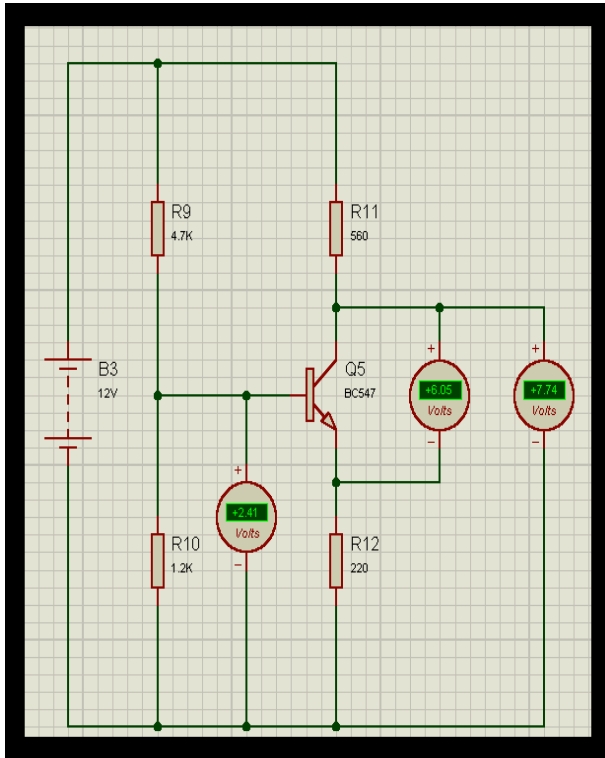 R9
4.7K
R11
560
B3
12V
Q5
BC547
+
+6.05
Volts
−
+
+7.74
Volts
−
+
+2.41
Volts
−
R10
1.2K
R12
220